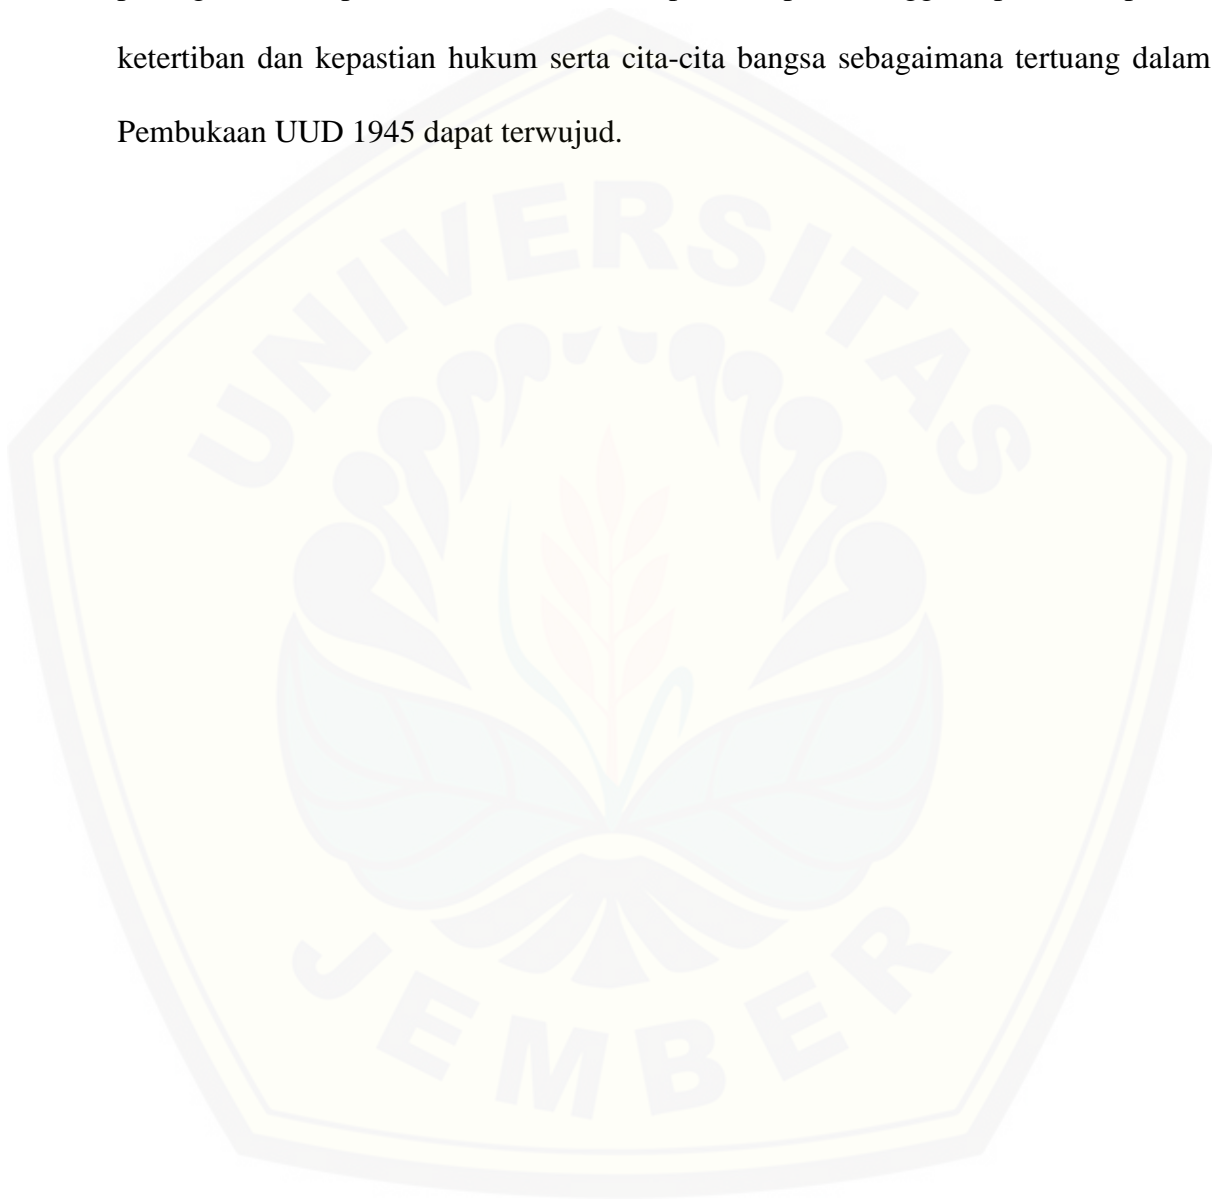 ketertiban dan kepastian hukum serta cita-cita bangsa sebagaimana tertuang dalam
Pembukaan UUD 1945 dapat terwujud.
UNIVERSITAS
JEMBER